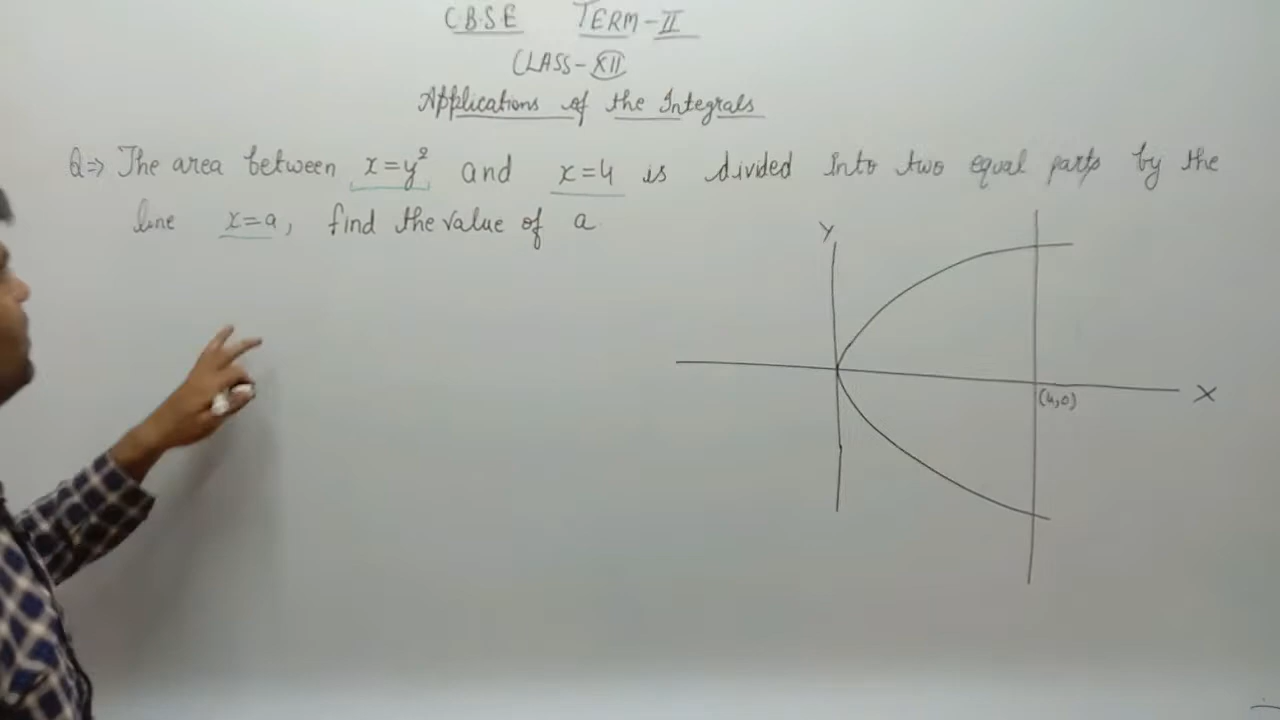 CBSE TERM-II
CLASS-XII
Applications of the Integrals
Q⇒ The area between x=y² and x=4 is divided into two equal parts by the
line x=a, find the value of a
Y
(4,0)
X